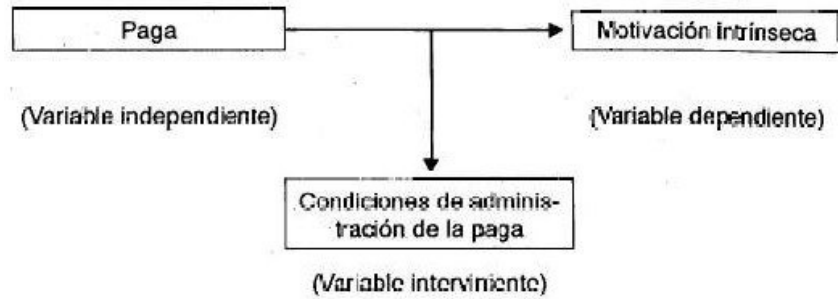 Paga
Motivación intrínseca
(Variable independiente)
(Variable dependiente)
Condiciones de adminis-
tración de la paga
(Variable interviniente)